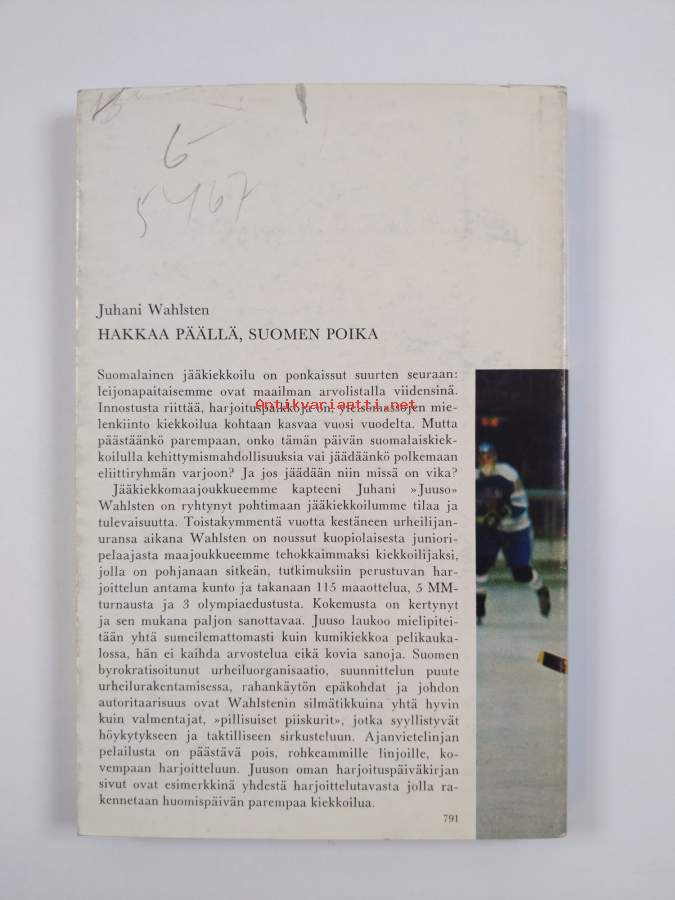 6-
5467
Juhani Wahlsten
HAKKAA PÄÄLLÄ, SUOMEN POIKA
Suomalainen jääkiekkoilu on ponkaissut suurten seuraan:
leijonapaitaisemme ovat maailman arvolistalla viidensinä.
Antikvariaatti.net
Innostusta riittää, harjoituspaikkoja on, yleisömassojen mie-
lenkiinto kiekkoilua kohtaan kasvaa vuosi vuodelta. Mutta
päästäänkö parempaan, onko tämän päivän suomalaiskiek-
koilulla kehittymismahdollisuuksia vai jäädäänkö polkemaan
eliittiryhmän varjoon? Ja jos jäädään niin missä on vika?
Jääkiekkomaajoukkueemme kapteeni Juhani »Juuso»
Wahlsten on ryhtynyt pohtimaan jääkiekkoilumme tilaa ja
tulevaisuutta. Toistakymmentä vuotta kestäneen urheilijan-
uransa aikana Wahlsten on noussut kuopiolaisesta juniori-
pelaajasta maajoukkueemme tehokkaimmaksi kiekkoilijaksi,
jolla on pohjanaan sitkeän, tutkimuksiin perustuvan har-
joittelun antama kunto ja takanaan 115 maaottelua, 5 MM-
turnausta ja 3 olympiaedustusta. Kokemusta on kertynyt
ja sen mukana paljon sanottavaa. Juuso laukoo mielipitei-
tään yhtä sumeilemattomasti kuin kumikiekkoa pelikauka-
lossa, hän ei kaihda arvostelua eikä kovia sanoja. Suomen
byrokratisoitunut urheiluorganisaatio, suunnittelun puute
urheilurakentamisessa, rahankäytön epäkohdat ja johdon
autoritaarisuus ovat Wahlstenin silmätikkuina yhtä hyvin
kuin valmentajat, »pillisuiset piiskurit», jotka syyllistyvät
höykytykseen ja taktilliseen sirkusteluun. Ajanvietelinjan
pelailusta on päästävä pois, rohkeammille linjoille, ko-
vempaan harjoitteluun. Juuson oman harjoituspäiväkirjan
sivut ovat esimerkkinä yhdestä harjoittelutavasta jolla ra-
kennetaan huomispäivän parempaa kiekkoilua.
791